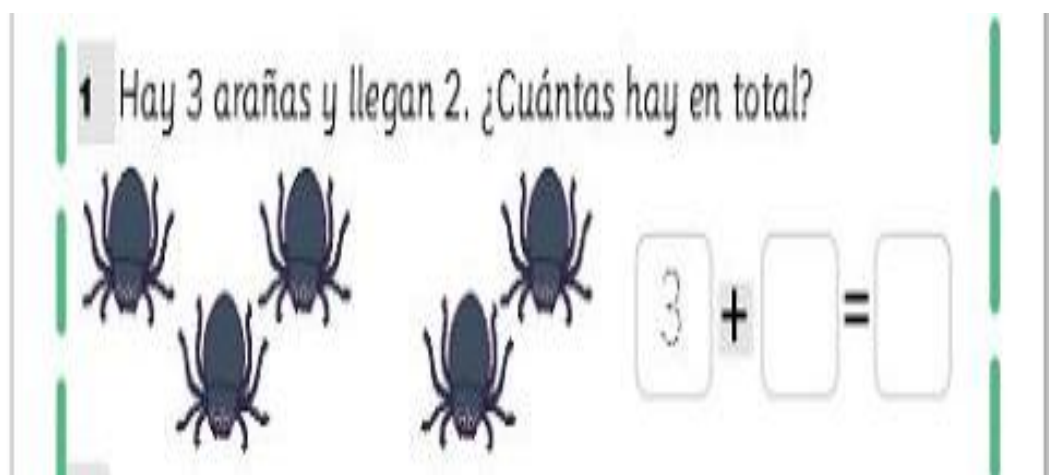 1 Hay 3 arañas y llegan 2. ¿Cuántas hay en total?
3 + =